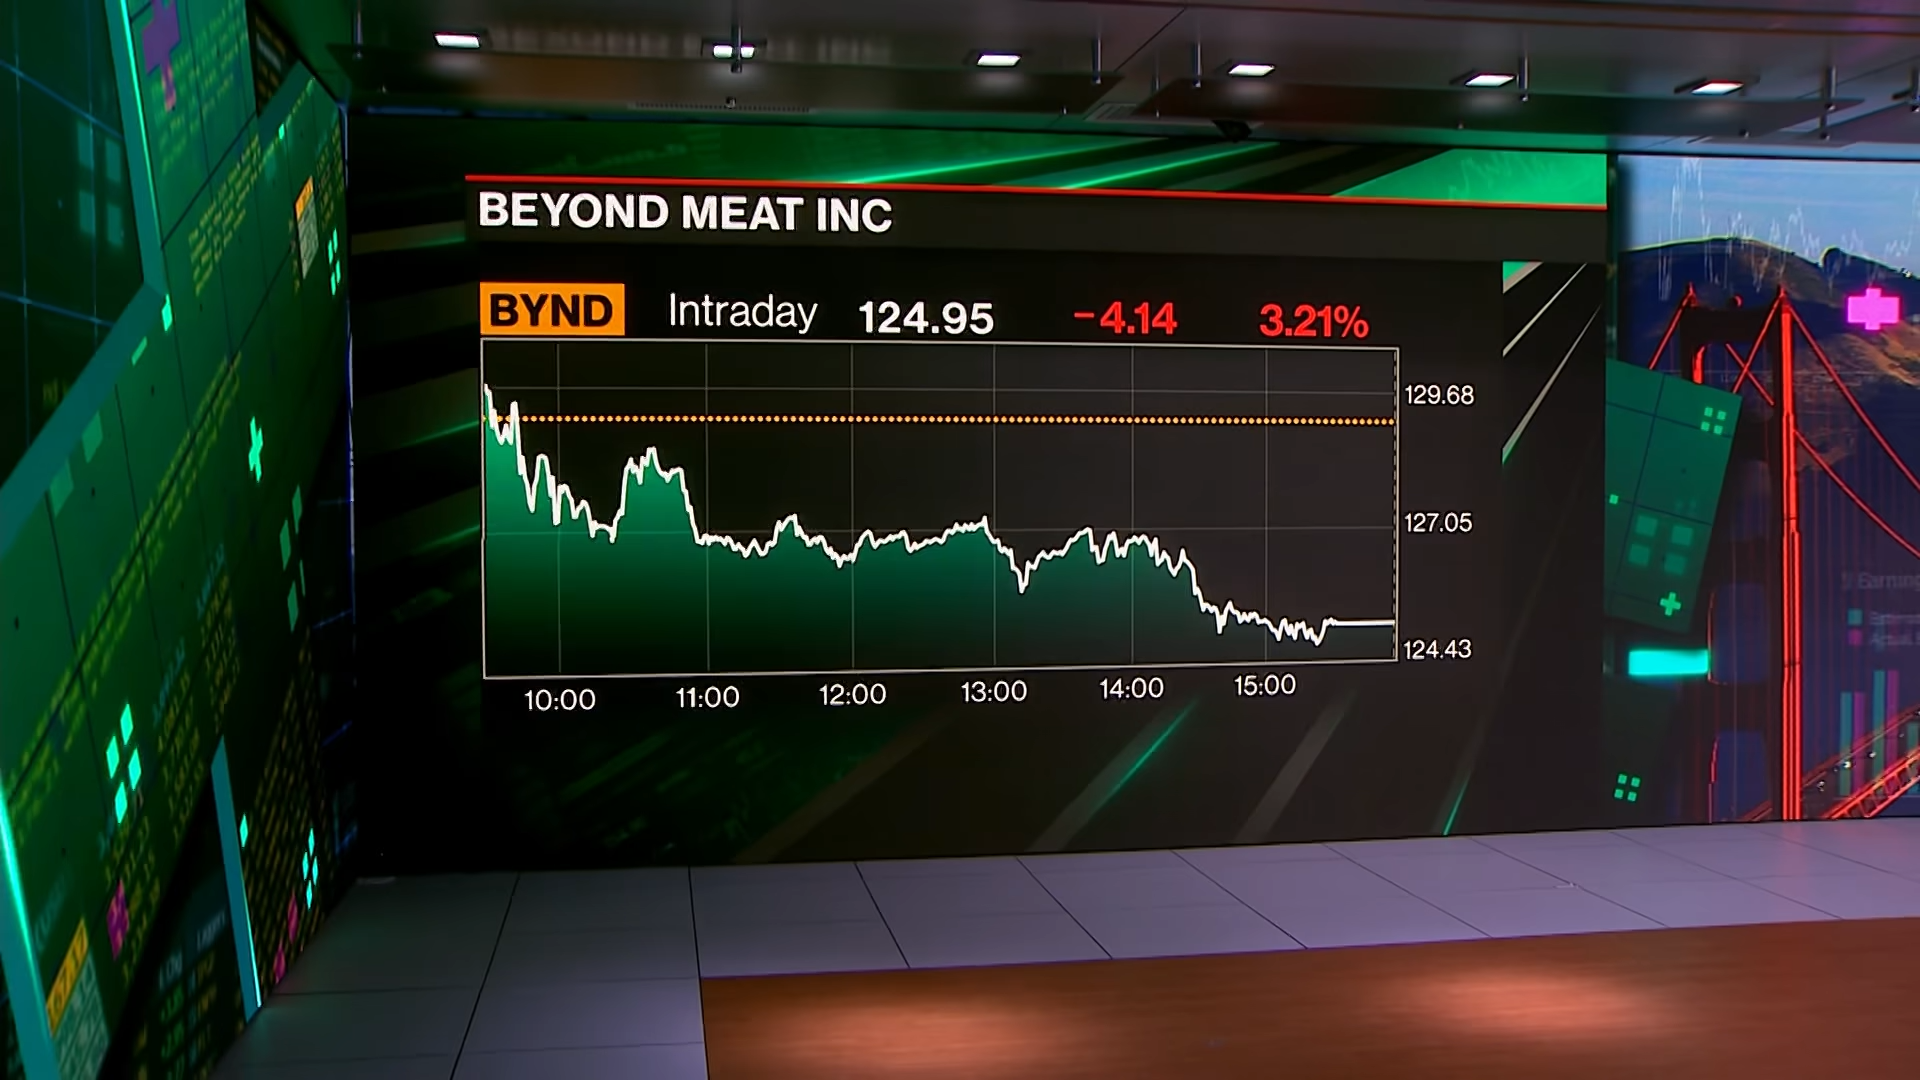 BEYOND MEAT INC
BYND Intraday 124.95 -4.14 3.21%
129.68
127.05
124.43
10:00 11:00 12:00 13:00 14:00 15:00
Earning